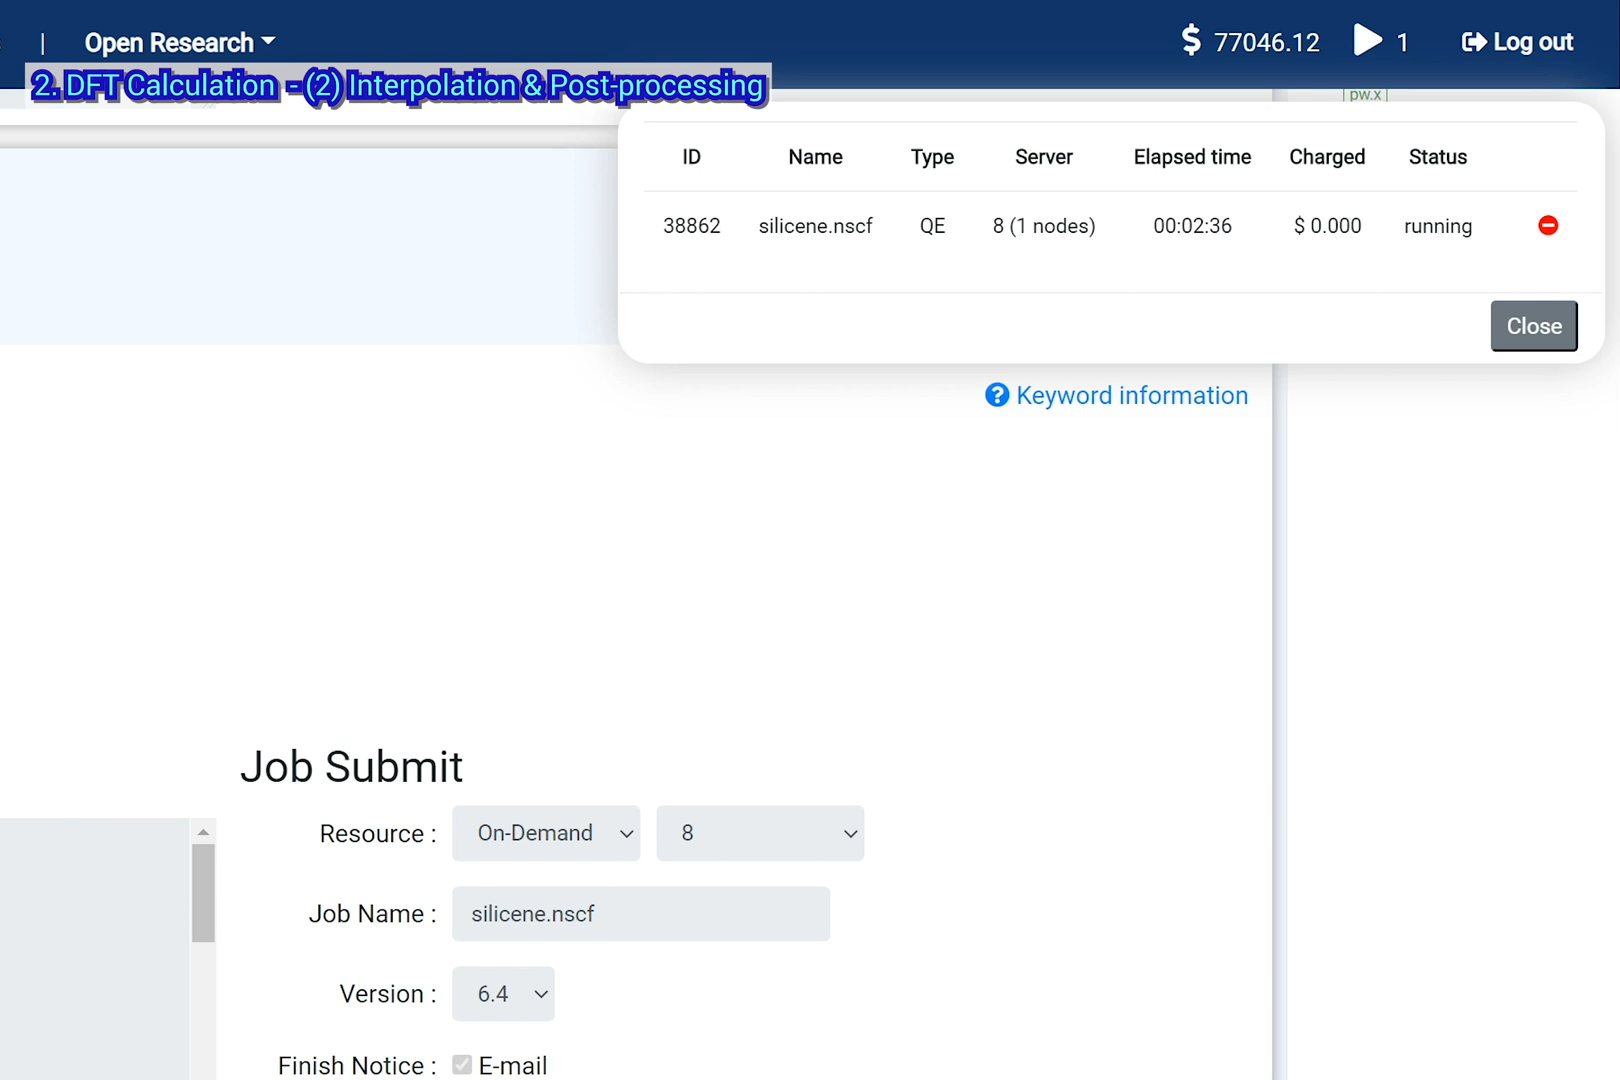 | Open Research $ 77046.12 1 Log out
2. DFT Calculation - (2) Interpolation & Post-processing
pw.x
ID Name Type Server Elapsed time Charged Status
38862 silicene.nscf QE 8 (1 nodes) 00:02:36 $ 0.000 running
Close
? Keyword information
Job Submit
Resource : On-Demand 8
Job Name : silicene.nscf
Version : 6.4
Finish Notice : E-mail